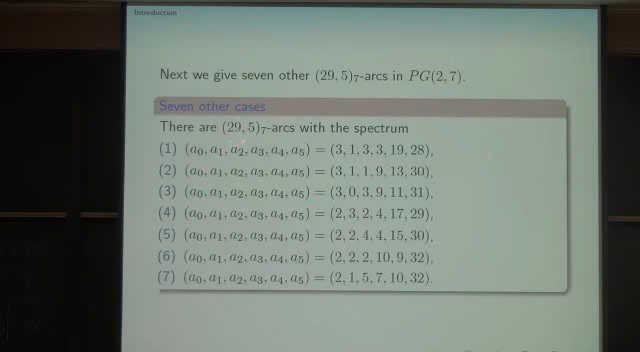 Introduction
Next we give seven other (29, 5)₇-arcs in PG(2, 7).
Seven other cases
There are (29, 5)₇-arcs with the spectrum
(1) (a₀, a₁, a₂, a₃, a₄, a₅) = (3, 1, 3, 3, 19, 28),
(2) (a₀, a₁, a₂, a₃, a₄, a₅) = (3, 1, 1, 9, 13, 30),
(3) (a₀, a₁, a₂, a₃, a₄, a₅) = (3, 0, 3, 9, 11, 31),
(4) (a₀, a₁, a₂, a₃, a₄, a₅) = (2, 3, 2, 4, 17, 29),
(5) (a₀, a₁, a₂, a₃, a₄, a₅) = (2, 2, 4, 4, 15, 30),
(6) (a₀, a₁, a₂, a₃, a₄, a₅) = (2, 2, 2, 10, 9, 32),
(7) (a₀, a₁, a₂, a₃, a₄, a₅) = (2, 1, 5, 7, 10, 32).